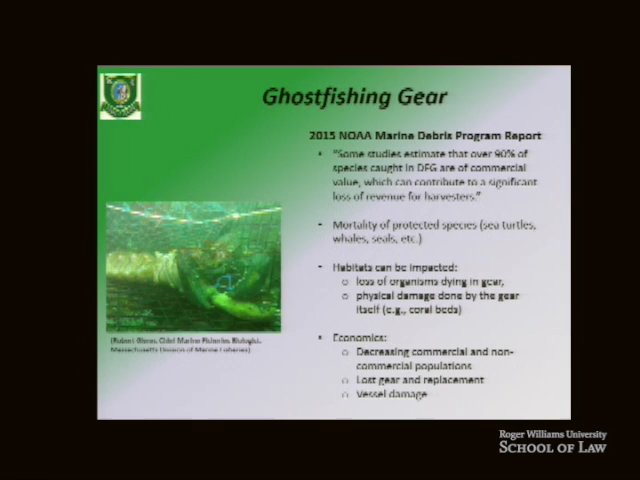 Ghostfishing Gear
2015 NOAA Marine Debris Program Report
• "Some studies estimate that over 90% of
species caught in DFG are of commercial
value, which can contribute to a significant
loss of revenue for harvesters."
• Mortality of protected species (sea turtles,
whales, seals, etc.)
• Habitats can be impacted:
o loss of organisms dying in gear,
o physical damage done by the gear
itself (e.g., coral beds)
• Economics:
o Decreasing commercial and non-
commercial populations
o Lost gear and replacement
o Vessel damage
(Robert Glenn, Chief Marine Fisheries Biologist,
Massachusetts Division of Marine Fisheries)
Roger Williams University
SCHOOL OF LAW